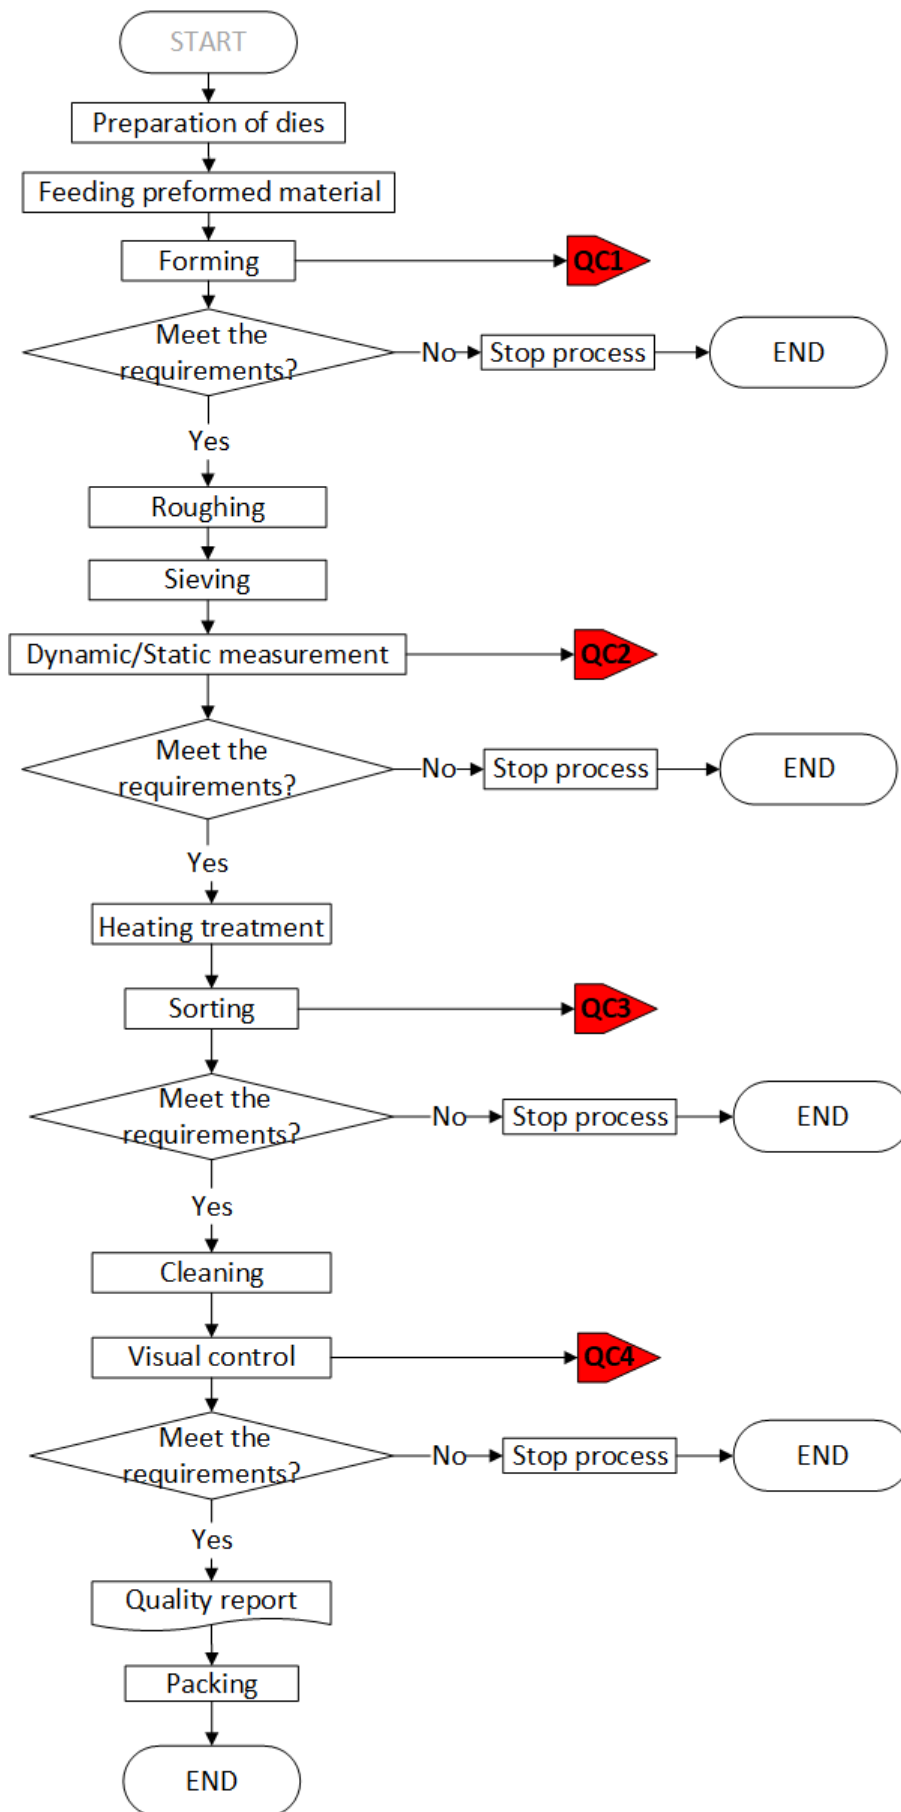 START
Preparation of dies
Feeding preformed material
Forming
QC1
Meet the
requirements?
No
Stop process
END
Yes
Roughing
Sieving
Dynamic/Static measurement
QC2
Meet the
requirements?
No
Stop process
END
Yes
Heating treatment
Sorting
QC3
Meet the
requirements?
No
Stop process
END
Yes
Cleaning
Visual control
QC4
Meet the
requirements?
No
Stop process
END
Yes
Quality report
Packing
END